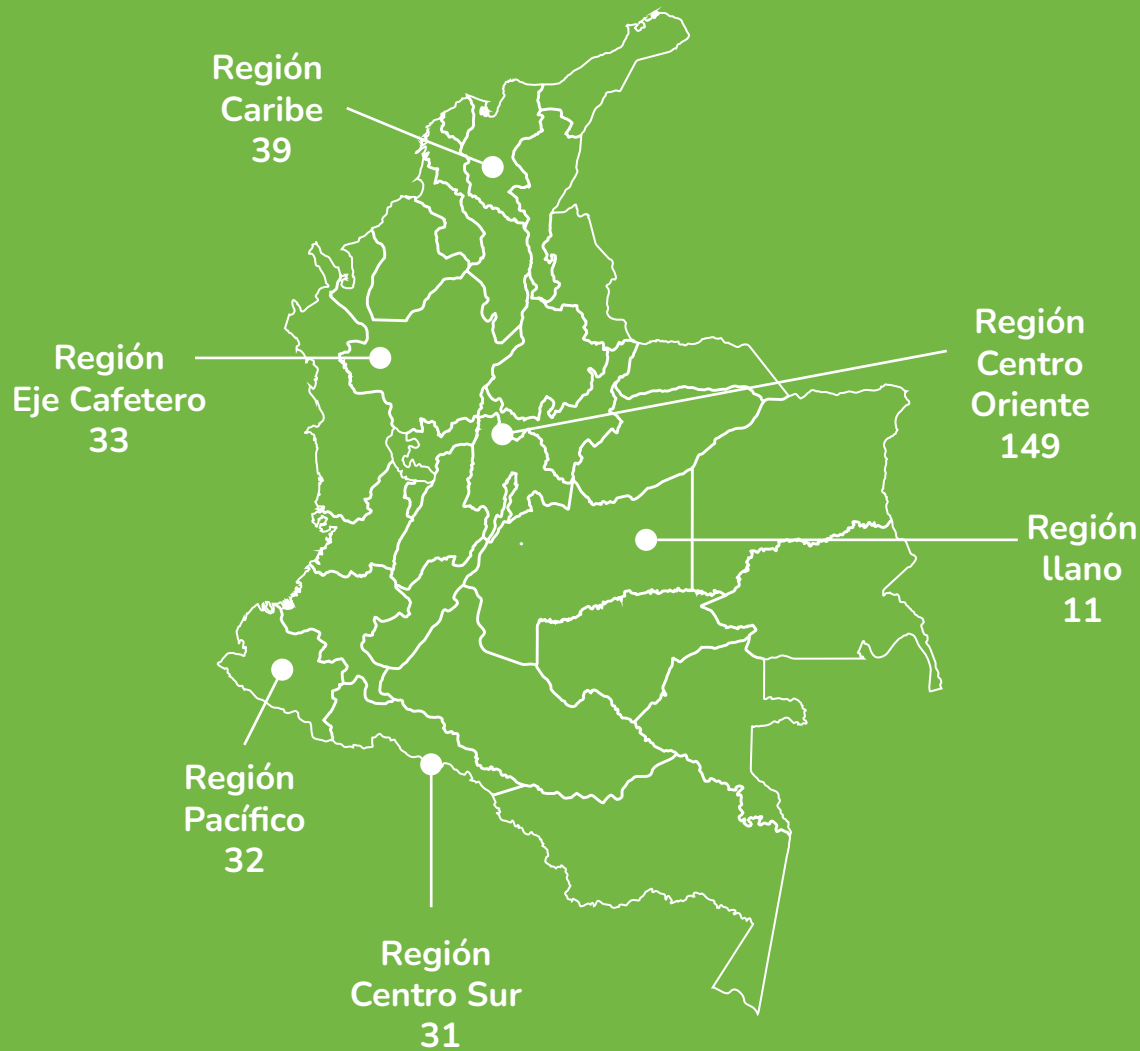 Región
Caribe
39
Región
Eje Cafetero
33
Región
Centro
Oriente
149
Región
llano
11
Región
Pacífico
32
Región
Centro Sur
31